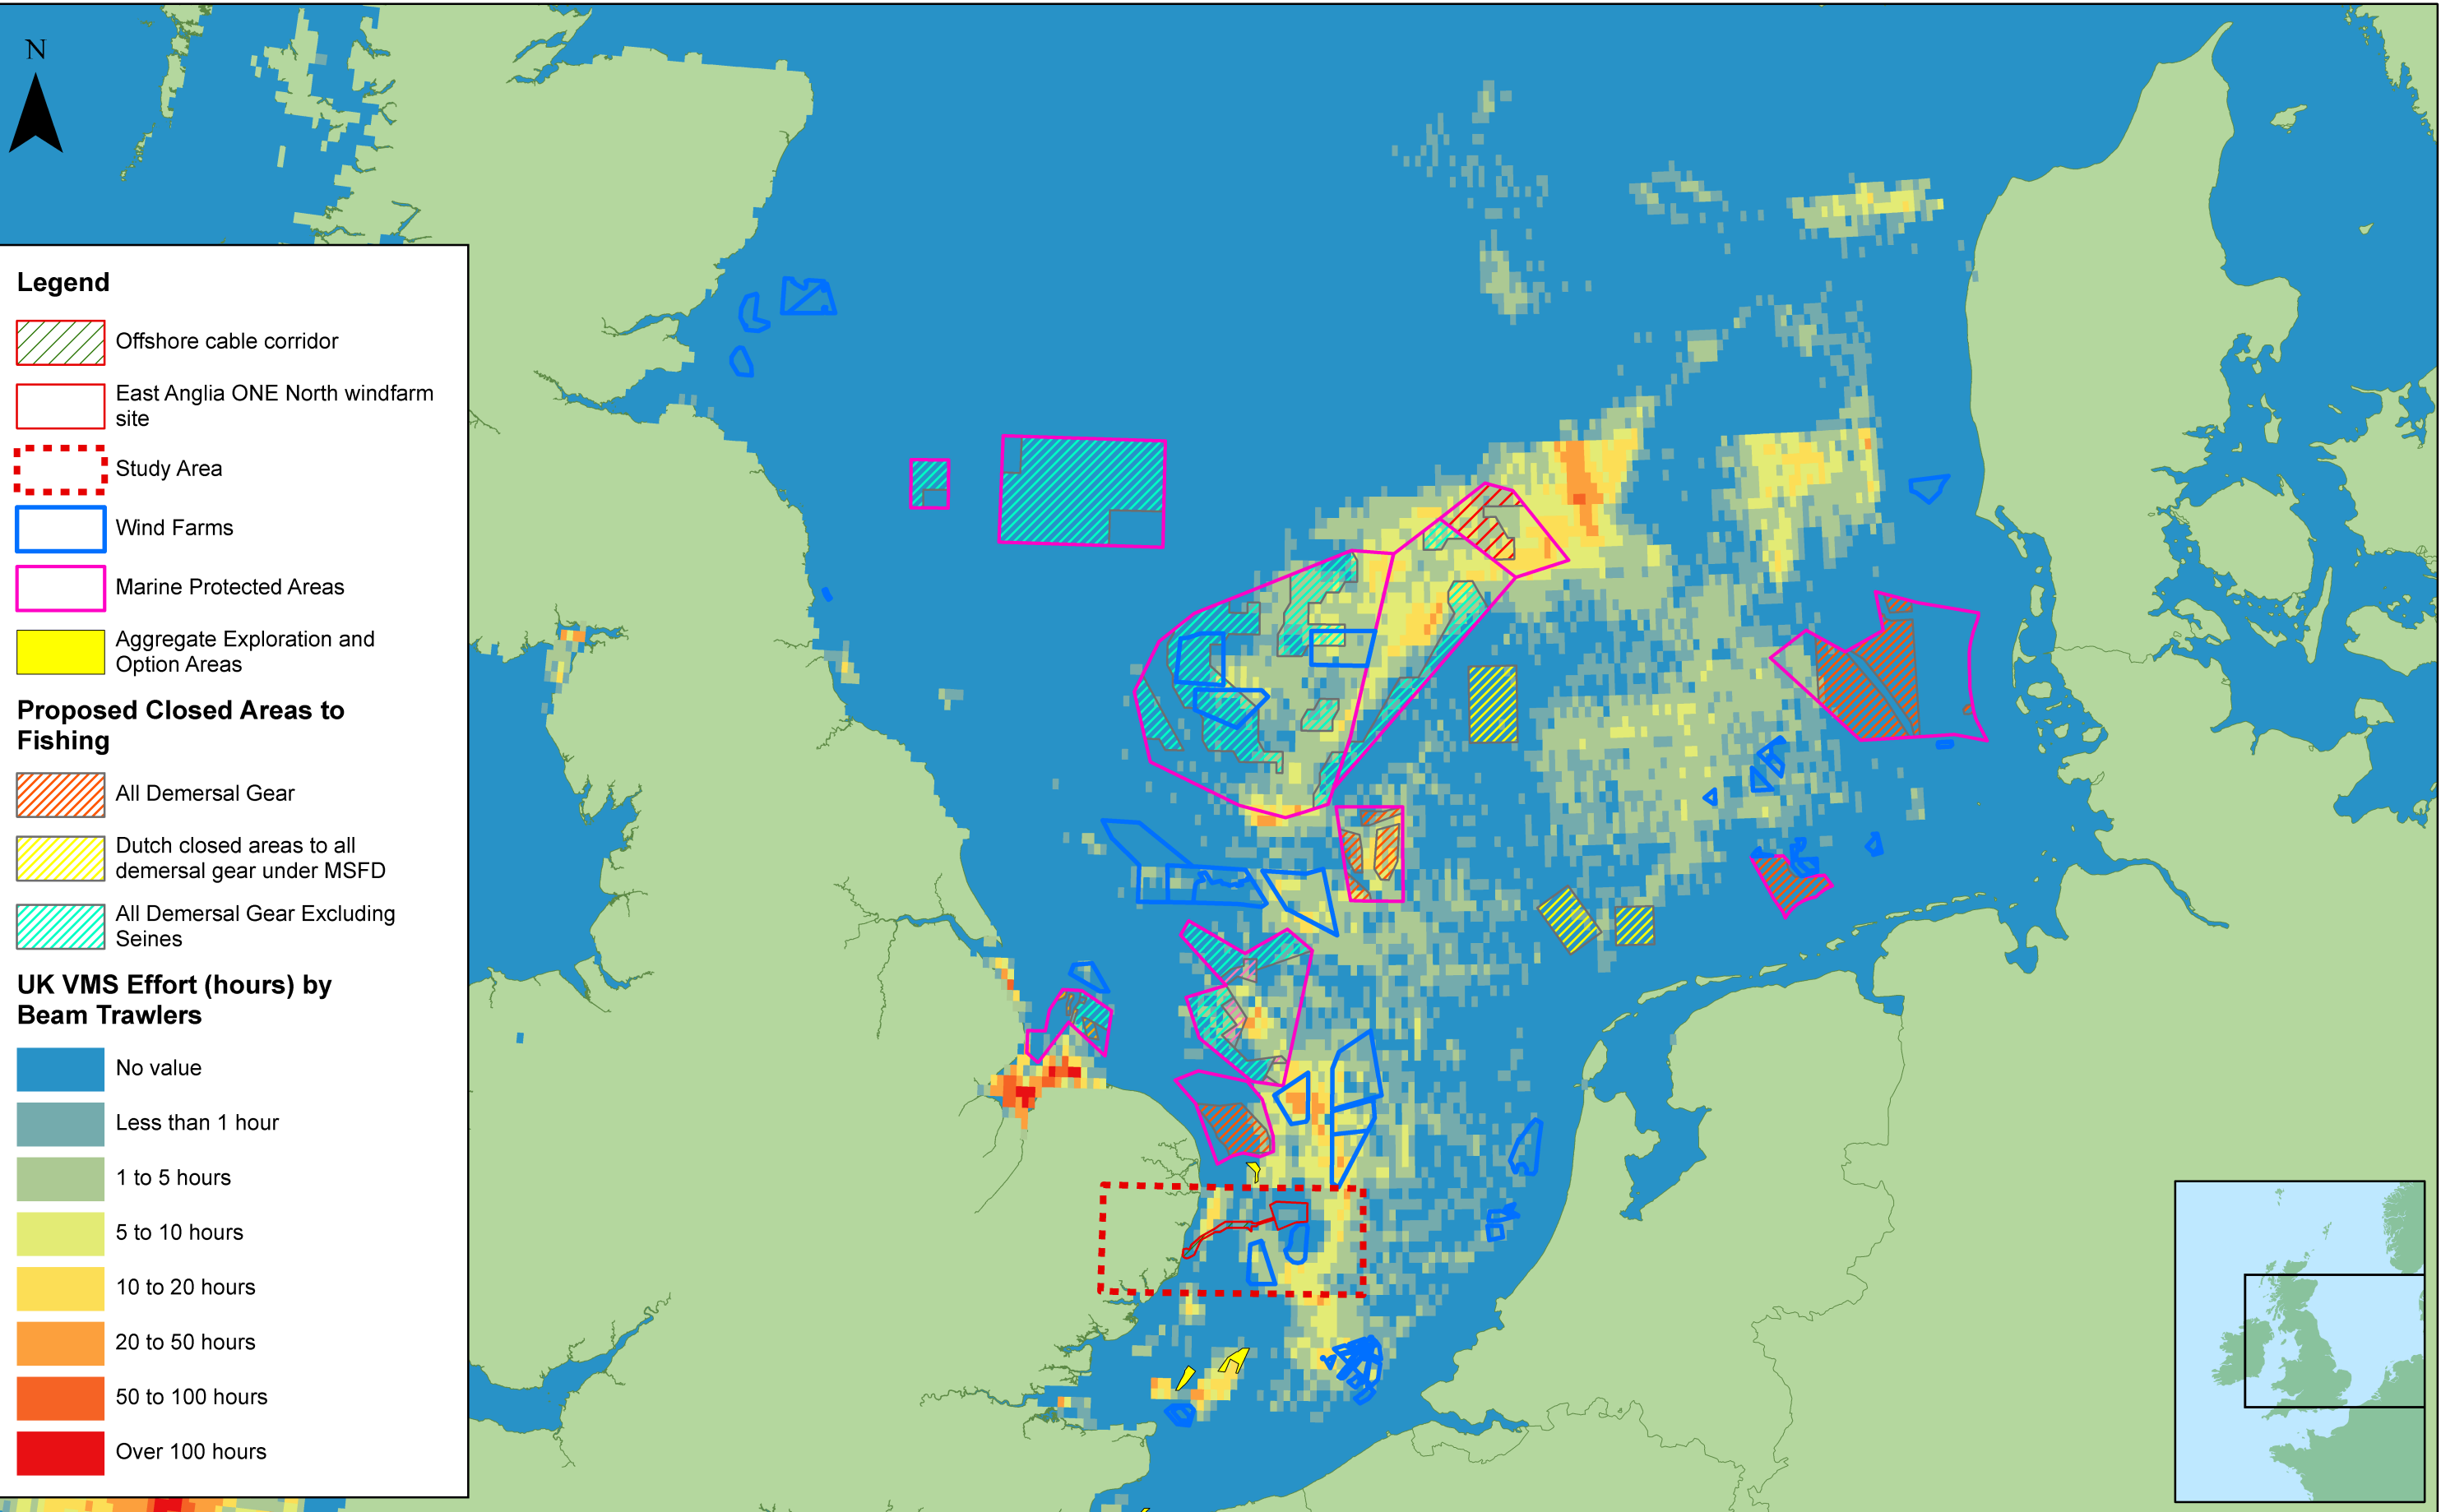 N
Legend
Offshore cable corridor
East Anglia ONE North windfarm
site
Study Area
Wind Farms
Marine Protected Areas
Aggregate Exploration and
Option Areas
Proposed Closed Areas to
Fishing
All Demersal Gear
Dutch closed areas to all
demersal gear under MSFD
All Demersal Gear Excluding
Seines
UK VMS Effort (hours) by
Beam Trawlers
No value
Less than 1 hour
1 to 5 hours
5 to 10 hours
10 to 20 hours
20 to 50 hours
50 to 100 hours
Over 100 hours